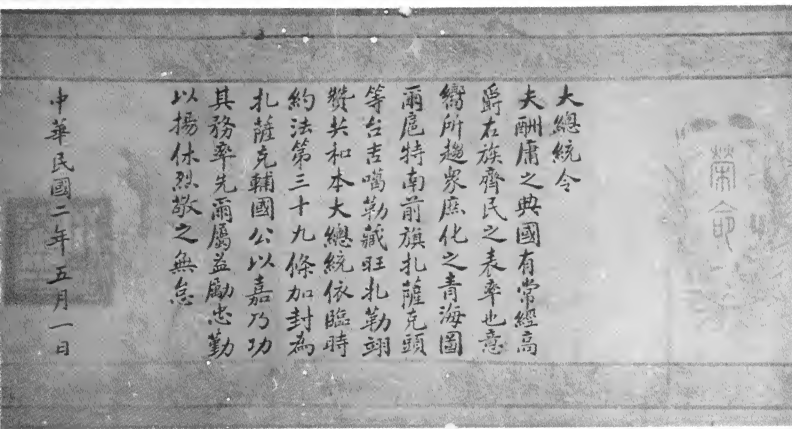 榮命
大總統令
夫酬庸之典國有常經高
爵右族齊民之表率也意
嚮所趨衆庶化之青海圖
爾扈特南前旗扎薩克頭
等台吉噶勒藏旺扎勒翊
贊共和本大總統依臨時
約法第三十九條加封為
扎薩克輔國公以嘉乃功
其務率先爾屬益勵忠勤
以揚休烈敬之無怠
中華民國二年五月一日